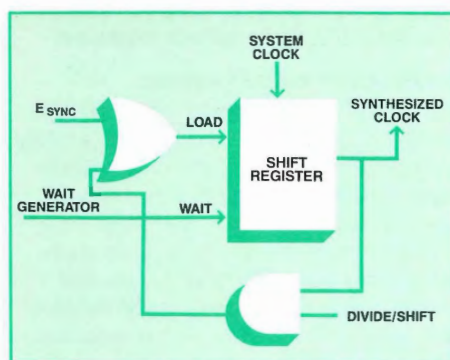 SYSTEM
CLOCK
E SYNC
LOAD
SYNTHESIZED
CLOCK
SHIFT
REGISTER
WAIT
GENERATOR
WAIT
DIVIDE/SHIFT